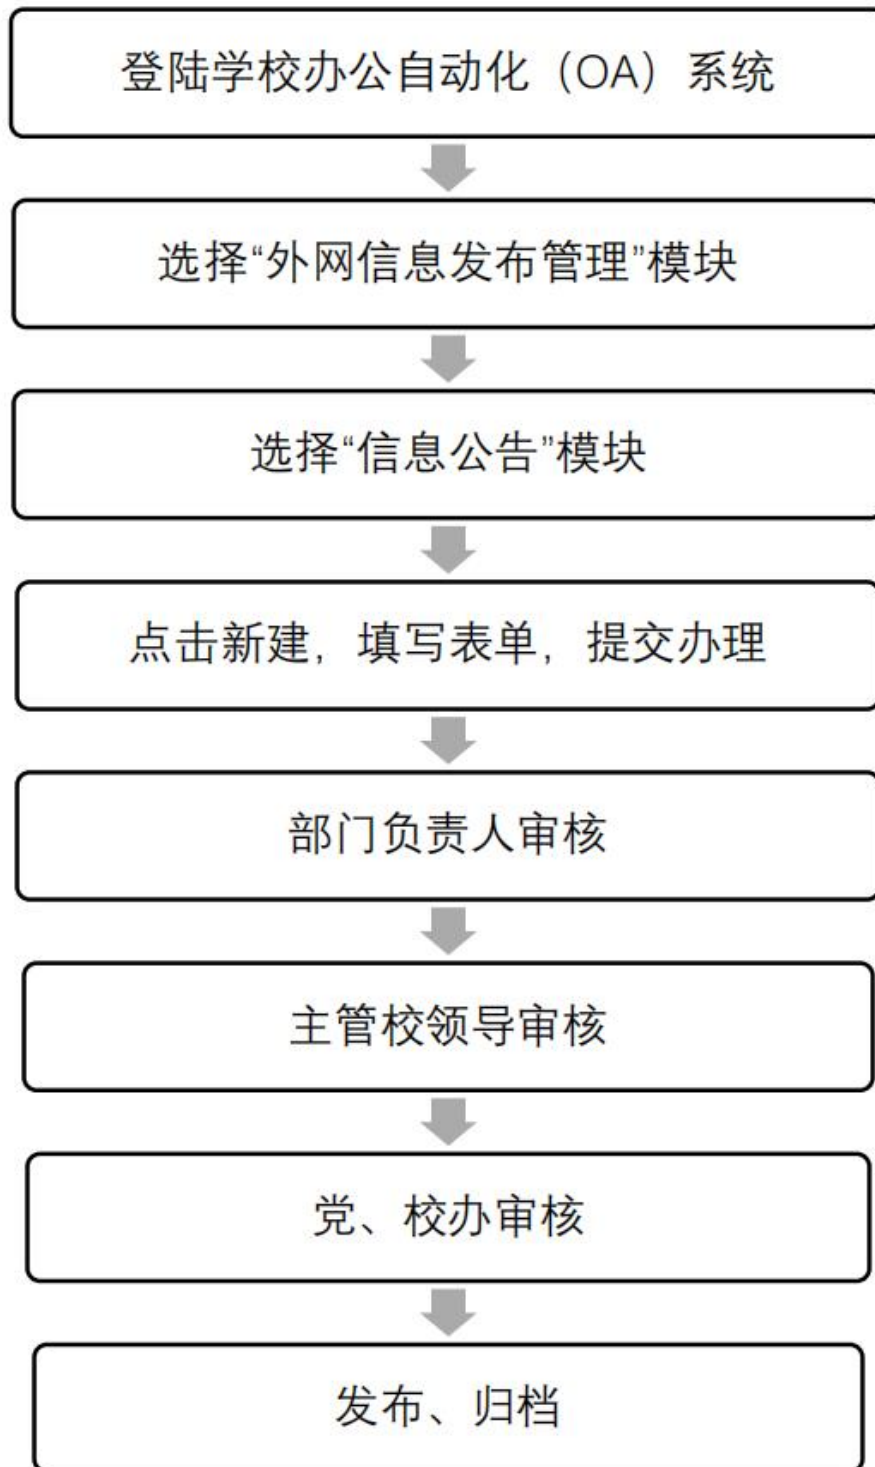 登陆学校办公自动化（OA）系统
选择“外网信息发布管理”模块
选择“信息公告”模块
点击新建，填写表单，提交办理
部门负责人审核
主管校领导审核
党、校办审核
发布、归档